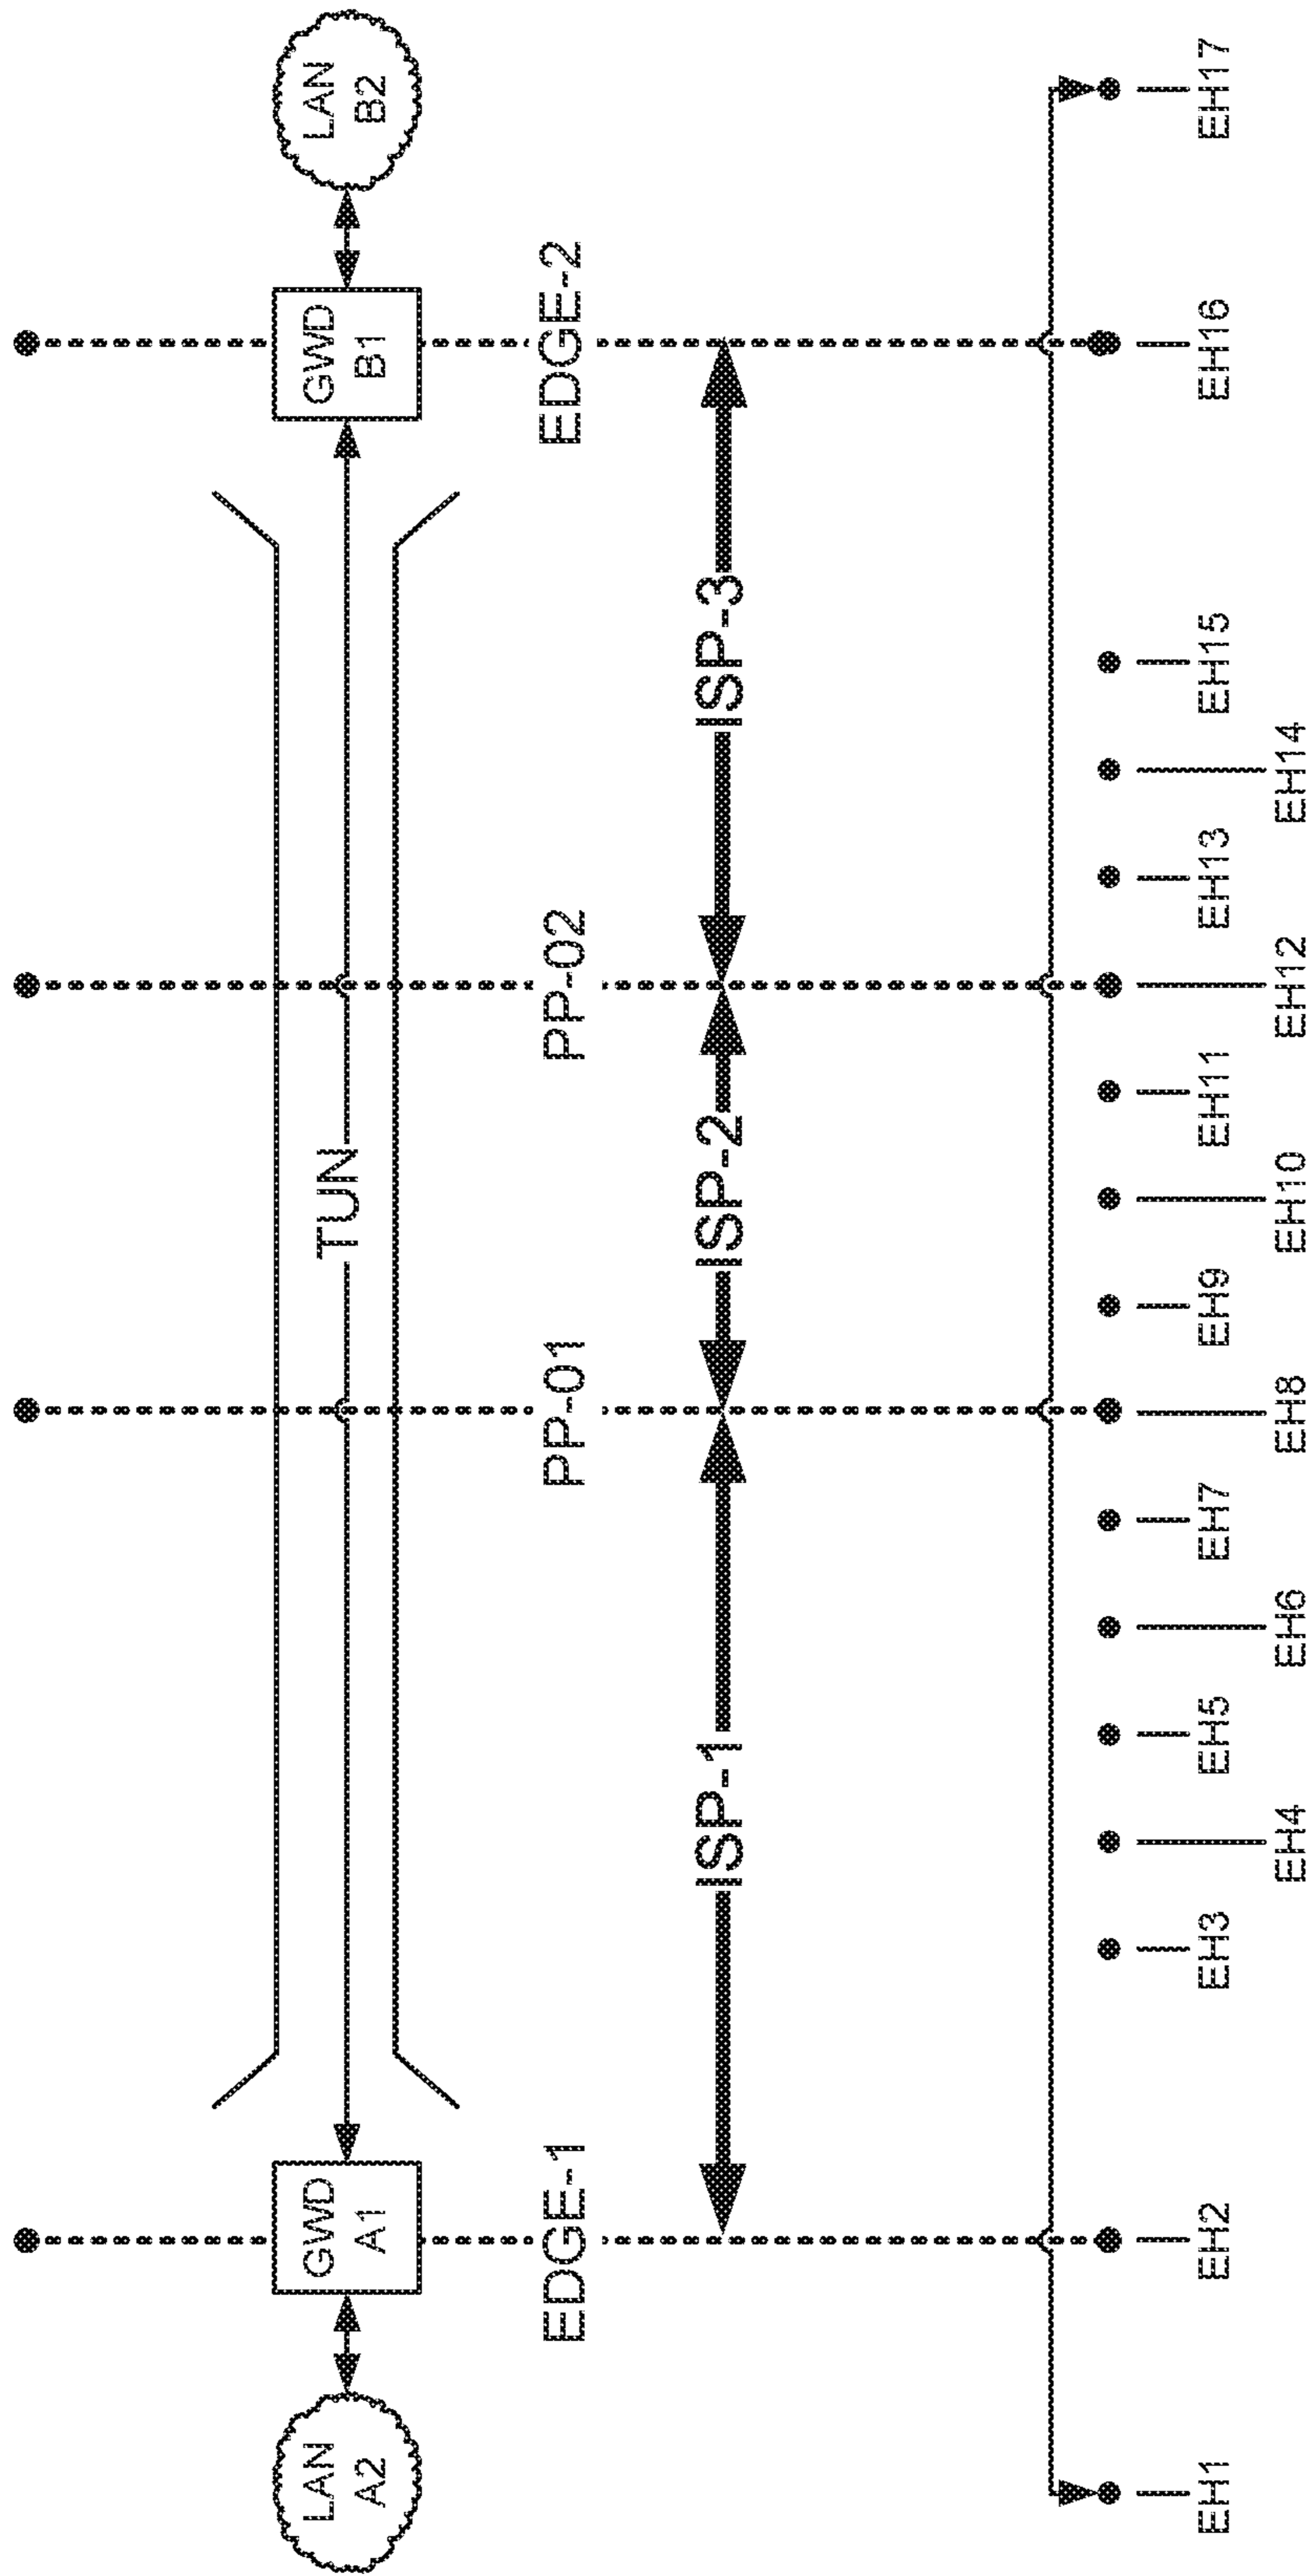 LAN
A2
GWD
A1
TUN
GWD
B1
LAN
B2
EDGE-1
PP-01
PP-02
EDGE-2
ISP-1
ISP-2
ISP-3
EH1
EH2
EH3
EH4
EH5
EH6
EH7
EH8
EH9
EH10
EH11
EH12
EH13
EH14
EH15
EH16
EH17